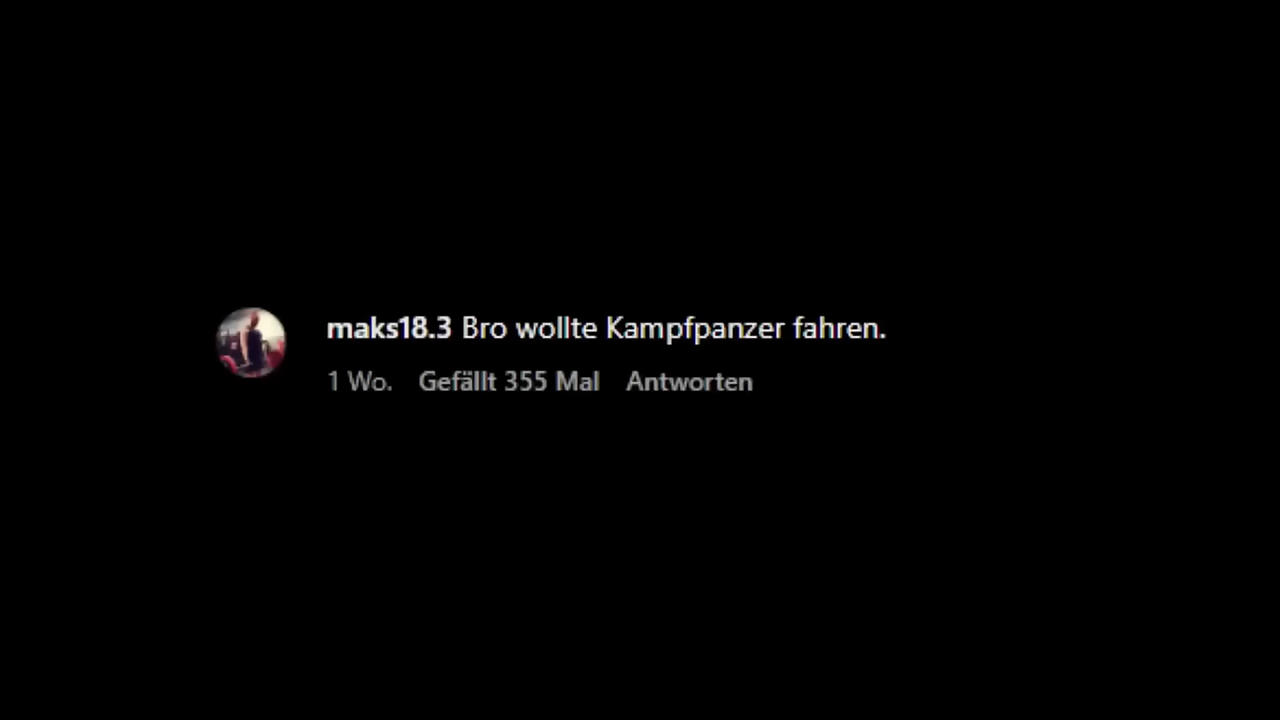 maks18.3 Bro wollte Kampfpanzer fahren.
1 Wo. Gefällt 355 Mal Antworten